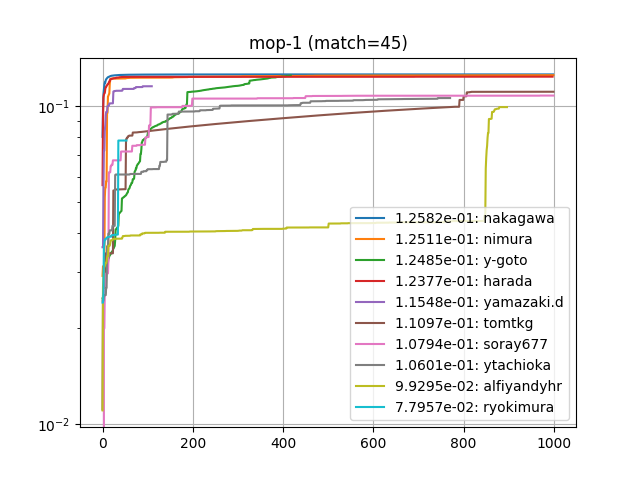 mop-1 (match=45)
10⁻¹
10⁻²
1.2582e-01: nakagawa
1.2511e-01: nimura
1.2485e-01: y-goto
1.2377e-01: harada
1.1548e-01: yamazaki.d
1.1097e-01: tomtkg
1.0794e-01: soray677
1.0601e-01: ytachioka
9.9295e-02: alfiyandyhr
7.7957e-02: ryokimura
0 200 400 600 800 1000